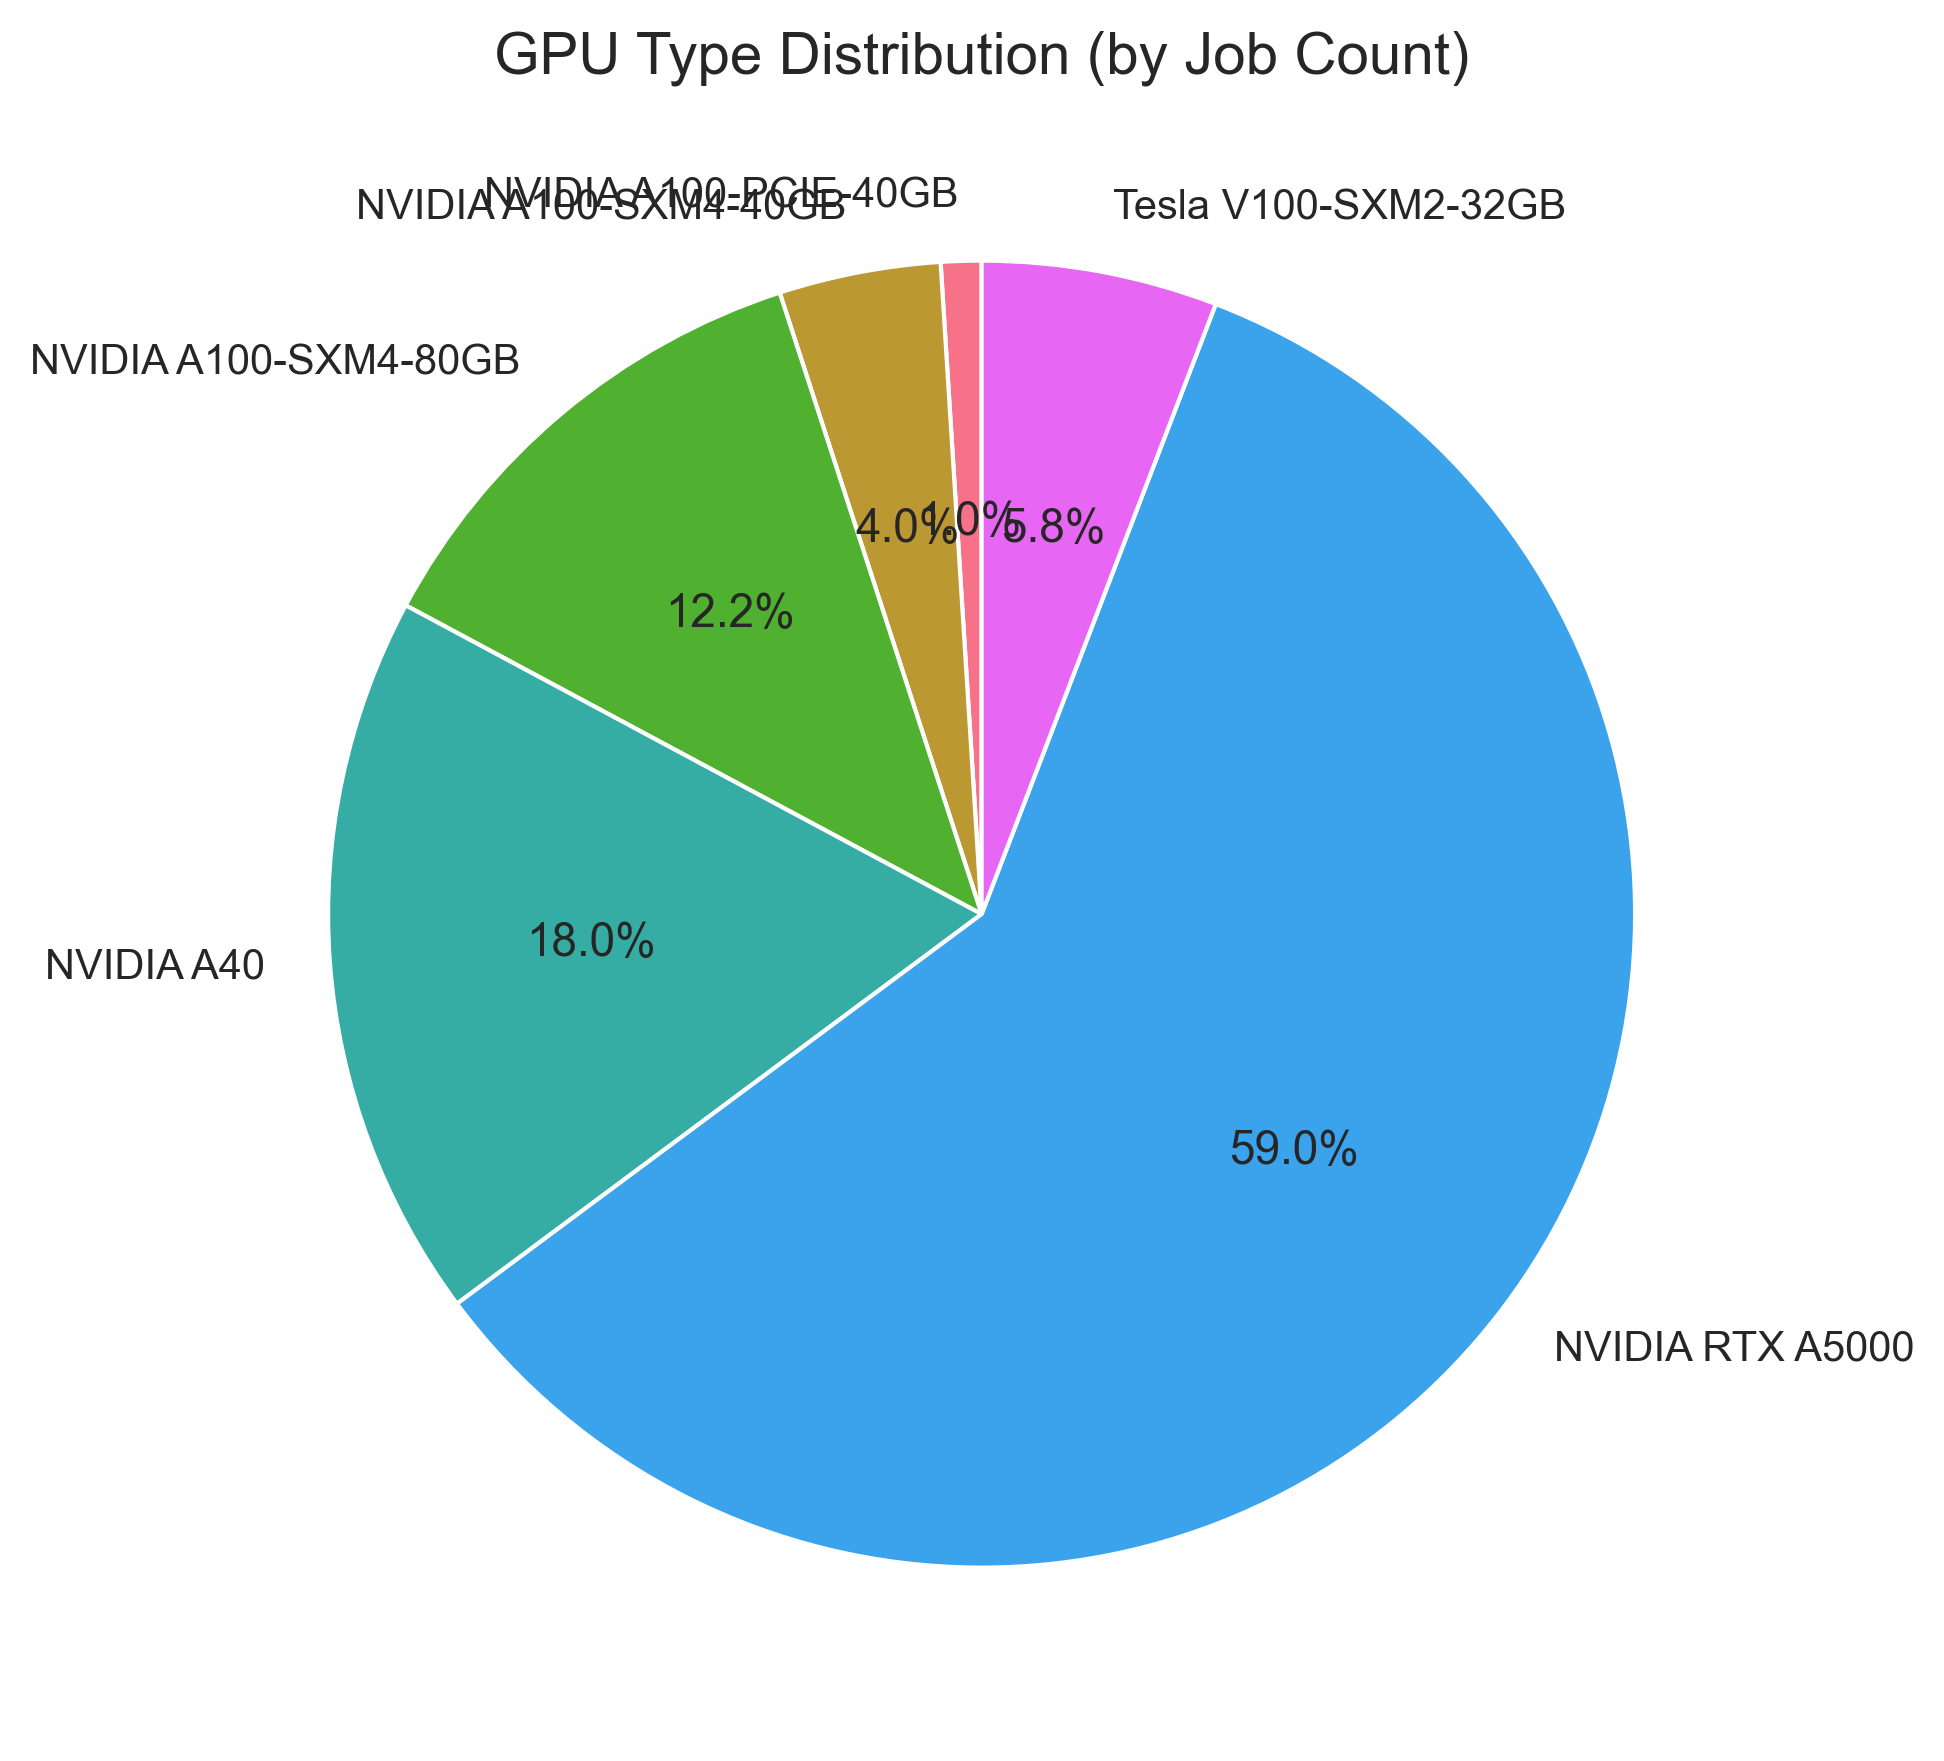 GPU Type Distribution (by Job Count)
NVIDIA A100-PCIE-40GB
NVIDIA A100-SXM4-40GB
Tesla V100-SXM2-32GB
NVIDIA A100-SXM4-80GB
4.0%
1.0%
5.8%
12.2%
18.0%
NVIDIA A40
59.0%
NVIDIA RTX A5000